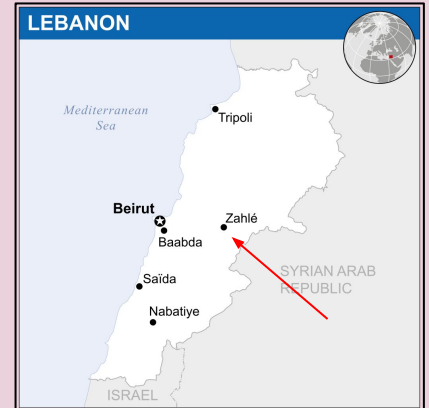 LEBANON
Mediterranean
Sea
Tripoli
Beirut
Zahlé
Baabda
SYRIAN ARAB
REPUBLIC
Saïda
Nabatiye
ISRAEL